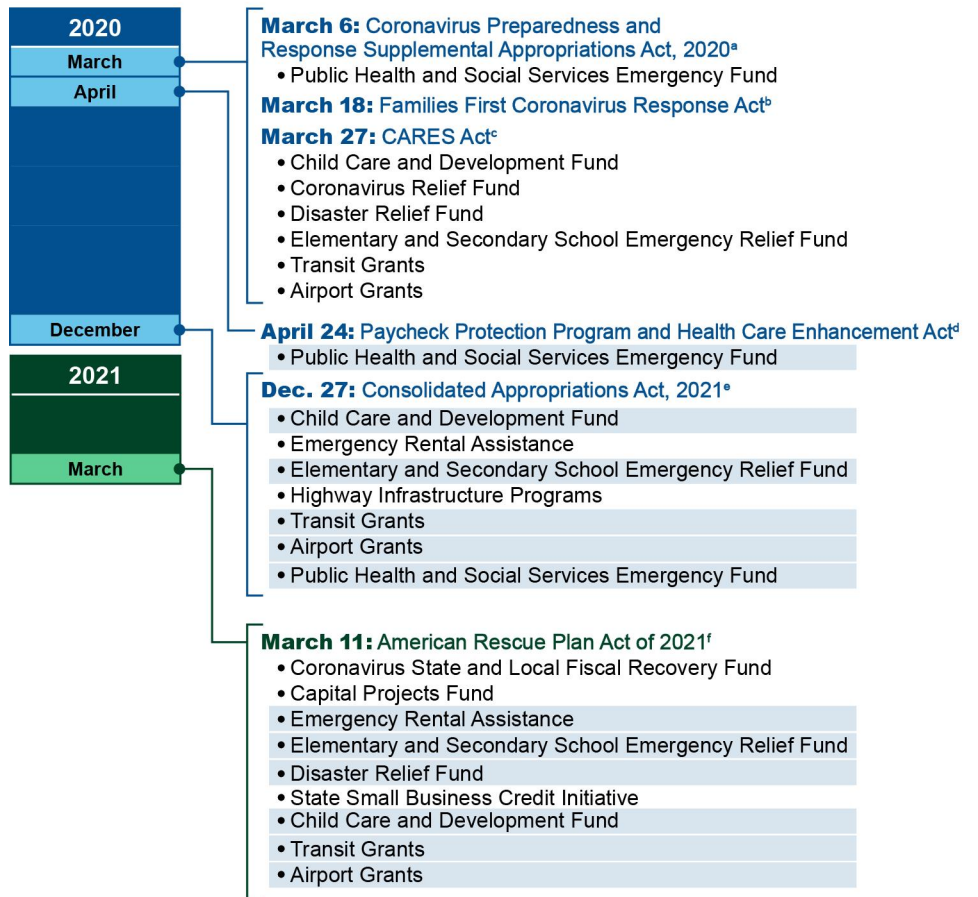 2020
March
April
December
2021
March
March 6: Coronavirus Preparedness and
Response Supplemental Appropriations Act, 2020ᵃ
• Public Health and Social Services Emergency Fund
March 18: Families First Coronavirus Response Actᵇ
March 27: CARES Actᶜ
• Child Care and Development Fund
• Coronavirus Relief Fund
• Disaster Relief Fund
• Elementary and Secondary School Emergency Relief Fund
• Transit Grants
• Airport Grants
April 24: Paycheck Protection Program and Health Care Enhancement Actᵈ
• Public Health and Social Services Emergency Fund
Dec. 27: Consolidated Appropriations Act, 2021ᵉ
• Child Care and Development Fund
• Emergency Rental Assistance
• Elementary and Secondary School Emergency Relief Fund
• Highway Infrastructure Programs
• Transit Grants
• Airport Grants
• Public Health and Social Services Emergency Fund
March 11: American Rescue Plan Act of 2021ᶠ
• Coronavirus State and Local Fiscal Recovery Fund
• Capital Projects Fund
• Emergency Rental Assistance
• Elementary and Secondary School Emergency Relief Fund
• Disaster Relief Fund
• State Small Business Credit Initiative
• Child Care and Development Fund
• Transit Grants
• Airport Grants